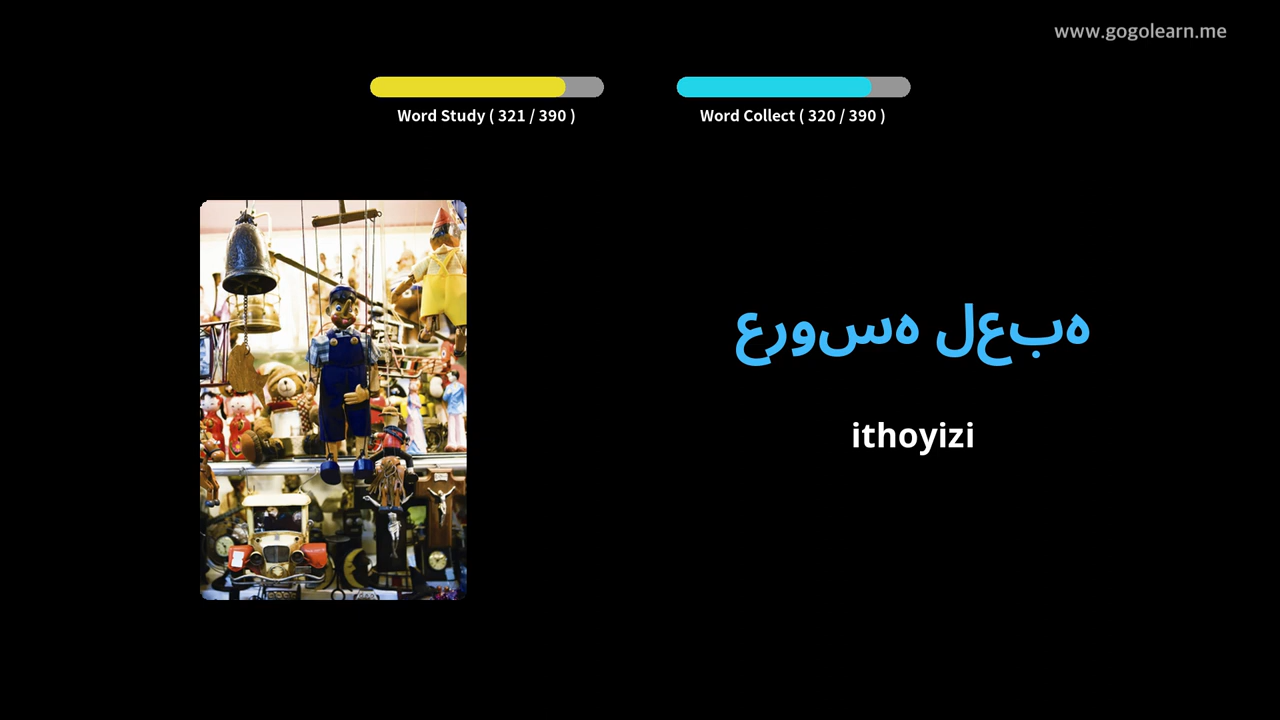 www.gogolearn.me
Word Study ( 321 / 390 )
Word Collect ( 320 / 390 )
عروسه لعبه
ithoyizi